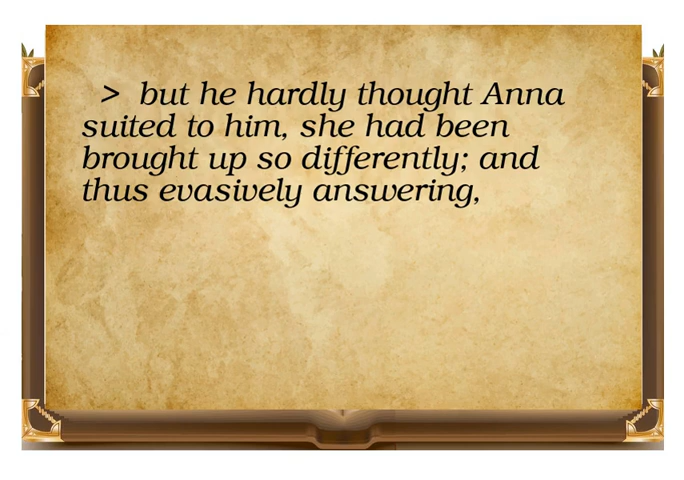 > but he hardly thought Anna
suited to him, she had been
brought up so differently; and
thus evasively answering,